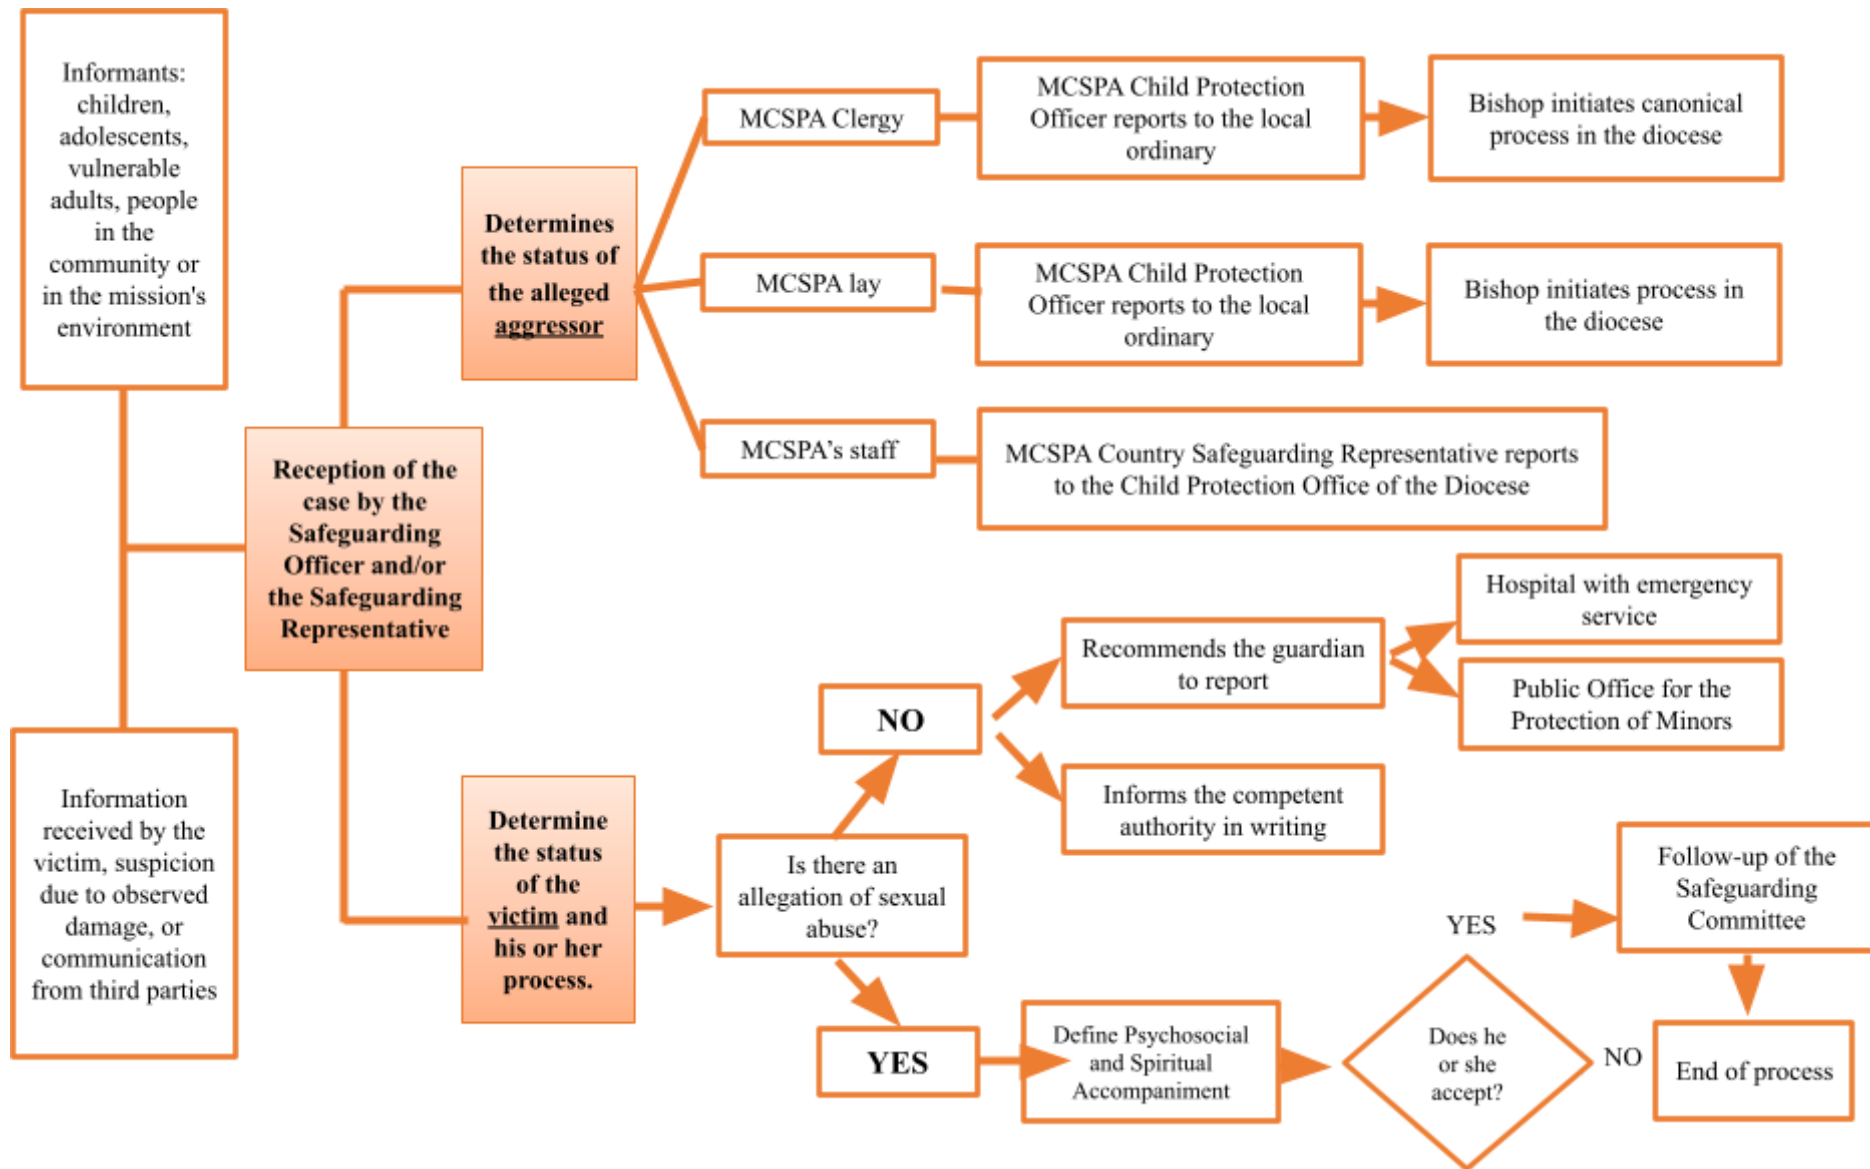 Informants:
children,
adolescents,
vulnerable
adults, people
in the
community or
in the mission's
environment
Information
received by the
victim, suspicion
due to observed
damage, or
communication
from third parties
Reception of the
case by the
Safeguarding
Officer and/or
the Safeguarding
Representative
Determines
the status of
the alleged
aggressor
MCSPA Clergy
MCSPA Child Protection
Officer reports to the local
ordinary
Bishop initiates canonical
process in the diocese
MCSPA lay
MCSPA Child Protection
Officer reports to the local
ordinary
Bishop initiates process in
the diocese
MCSPA’s staff
MCSPA Country Safeguarding Representative reports
to the Child Protection Office of the Diocese
Determine
the status
of the
victim and
his or her
process.
Is there an
allegation of sexual
abuse?
NO
Recommends the guardian
to report
Hospital with emergency
service
Public Office for the
Protection of Minors
Informs the competent
authority in writing
YES
Define Psychosocial
and Spiritual
Accompaniment
Does he
or she
accept?
YES
Follow-up of the
Safeguarding
Committee
NO
End of process